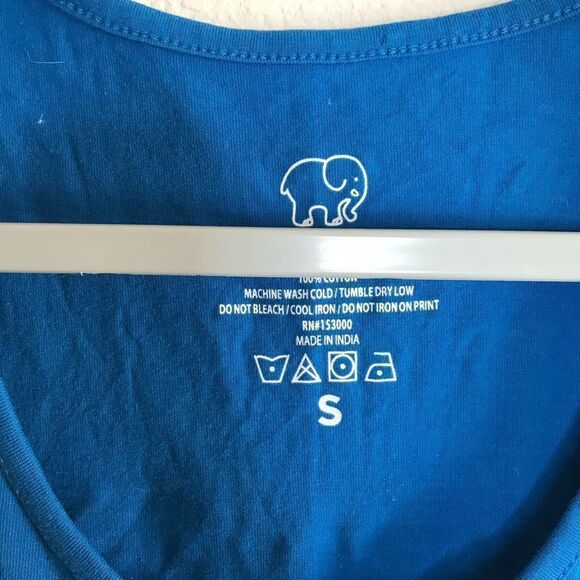 100% COTTON
MACHINE WASH COLD / TUMBLE DRY LOW
DO NOT BLEACH / COOL IRON / DO NOT IRON ON PRINT
RN#153000
MADE IN INDIA
S